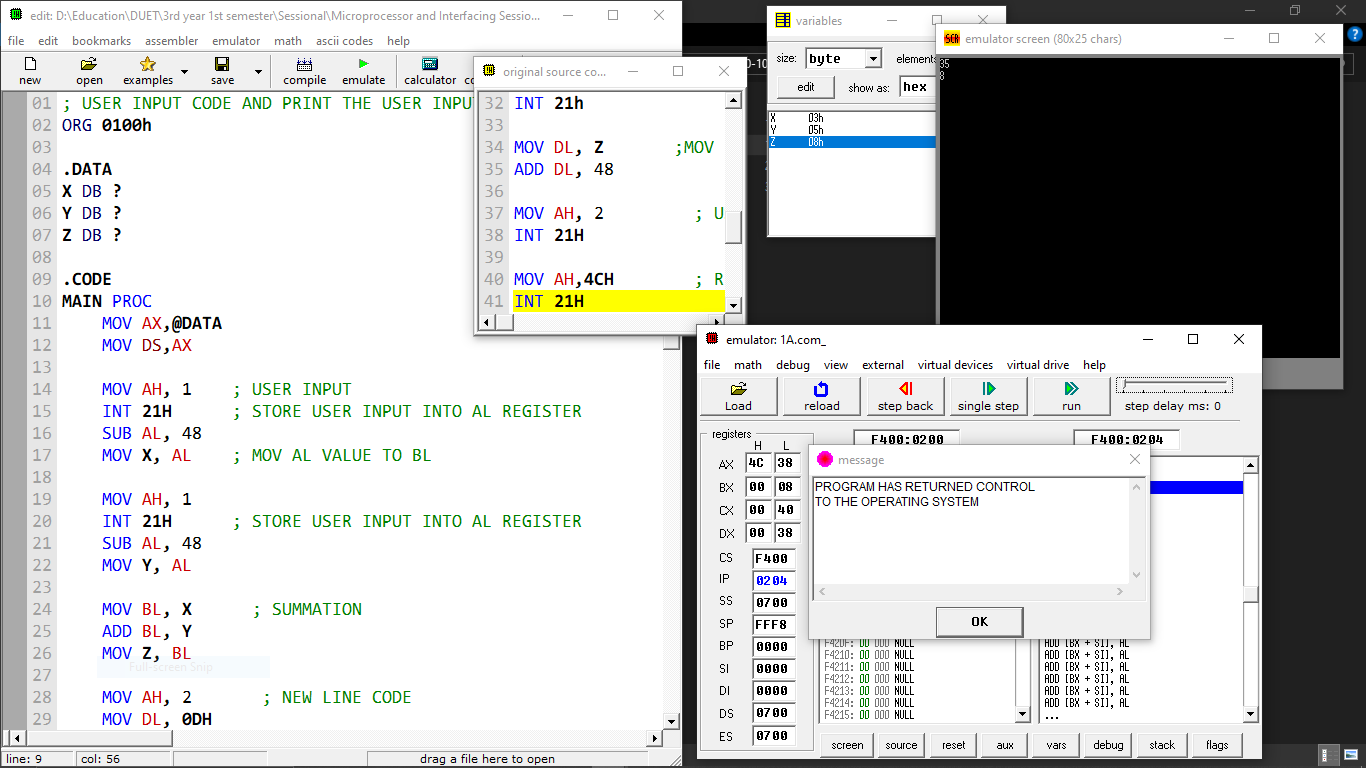 edit: D:\Education\DUET\3rd year 1st semester\Sessional\Microprocessor and Interfacing Sessio...
file edit bookmarks assembler emulator math ascii codes help
new open examples save compile emulate calculator
01 ; USER INPUT CODE AND PRINT THE USER INPU
02 ORG 0100h
03
04 .DATA
05 X DB ?
06 Y DB ?
07 Z DB ?
08
09 .CODE
10 MAIN PROC
11 MOV AX,@DATA
12 MOV DS,AX
13
14 MOV AH, 1 ; USER INPUT
15 INT 21H ; STORE USER INPUT INTO AL REGISTER
16 SUB AL, 48
17 MOV X, AL ; MOV AL VALUE TO BL
18
19 MOV AH, 1
20 INT 21H ; STORE USER INPUT INTO AL REGISTER
21 SUB AL, 48
22 MOV Y, AL
23
24 MOV BL, X ; SUMMATION
25 ADD BL, Y
26 MOV Z, BL
Full-screen Snip
27
28 MOV AH, 2 ; NEW LINE CODE
29 MOV DL, 0DH
line: 9 col: 56 drag a file here to open
original source co...
32 INT 21h
33
34 MOV DL, Z ;MOV
35 ADD DL, 48
36
37 MOV AH, 2 ; U
38 INT 21H
39
40 MOV AH,4CH ; R
41 INT 21H
variables
size: byte elements
edit show as: hex
X 03h
Y 05h
Z 08h
SCR emulator screen (80x25 chars)
35
8
emulator: 1A.com_
file math debug view external virtual devices virtual drive help
Load reload step back single step run step delay ms: 0
registers F400:0200 F400:0204
H L
AX 4C 38
BX 00 08
CX 00 40
DX 00 38
CS F400
IP 0204
SS 0700
SP FFF8
BP 0000
SI 0000
DI 0000
DS 0700
ES 0700
message
PROGRAM HAS RETURNED CONTROL
TO THE OPERATING SYSTEM
OK
F420F: 00 000 NULL
F4210: 00 000 NULL ADD [BX + SI], AL
F4211: 00 000 NULL ADD [BX + SI], AL
F4212: 00 000 NULL ADD [BX + SI], AL
F4213: 00 000 NULL ADD [BX + SI], AL
F4214: 00 000 NULL ADD [BX + SI], AL
F4215: 00 000 NULL ...
screen source reset aux vars debug stack flags